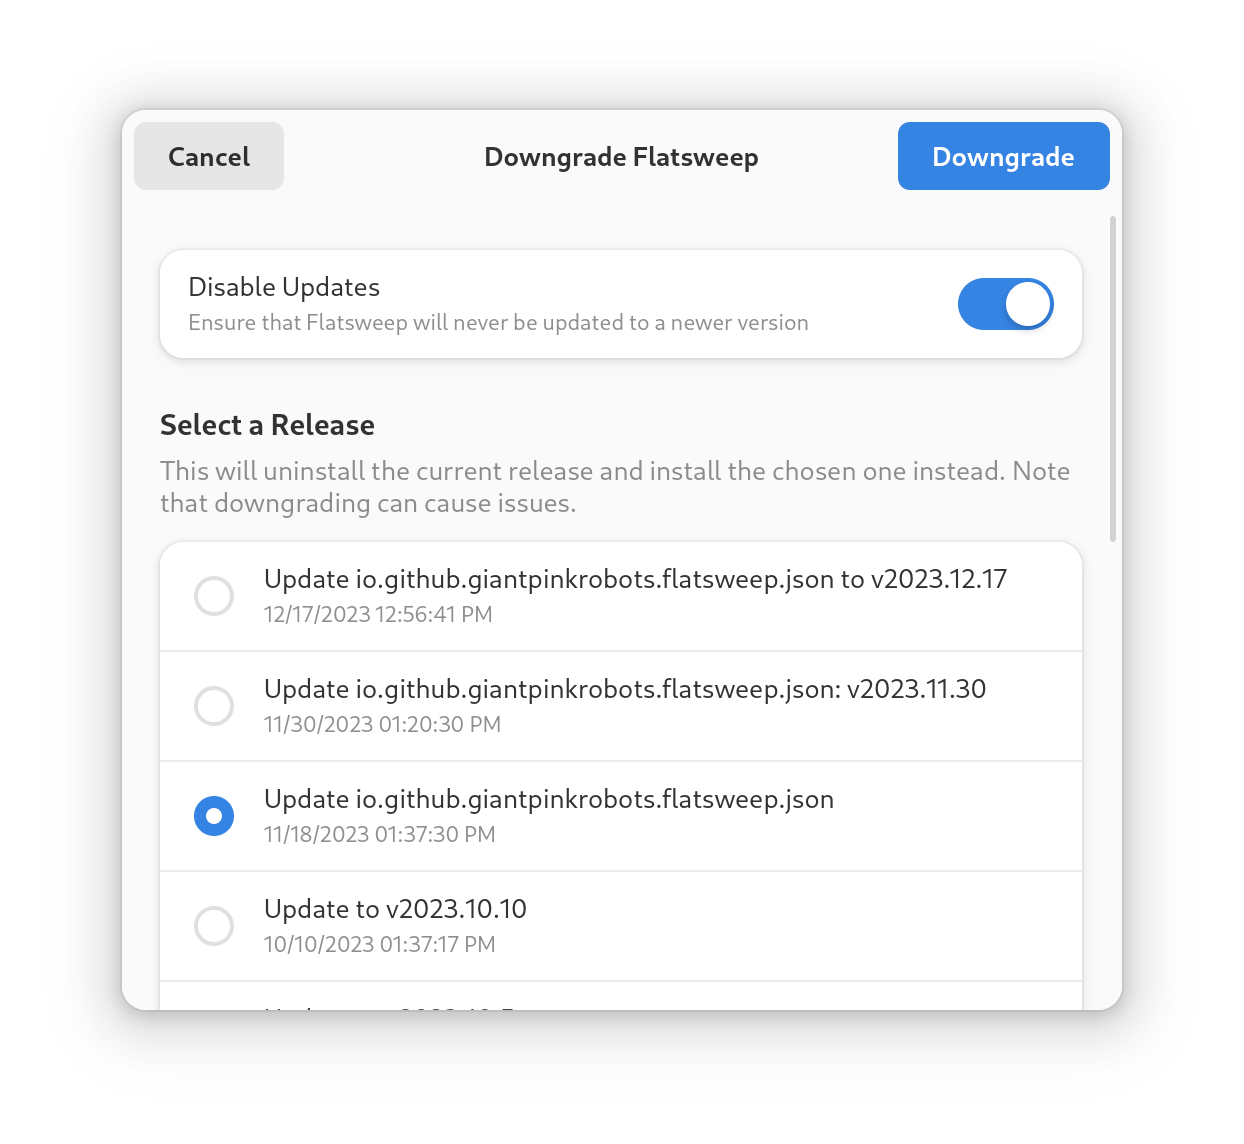 Cancel
Downgrade Flatsweep
Downgrade
Disable Updates
Ensure that Flatsweep will never be updated to a newer version
Select a Release
This will uninstall the current release and install the chosen one instead. Note
that downgrading can cause issues.
Update io.github.giantpinkrobots.flatsweep.json to v2023.12.17
12/17/2023 12:56:41 PM
Update io.github.giantpinkrobots.flatsweep.json: v2023.11.30
11/30/2023 01:20:30 PM
Update io.github.giantpinkrobots.flatsweep.json
11/18/2023 01:37:30 PM
Update to v2023.10.10
10/10/2023 01:37:17 PM